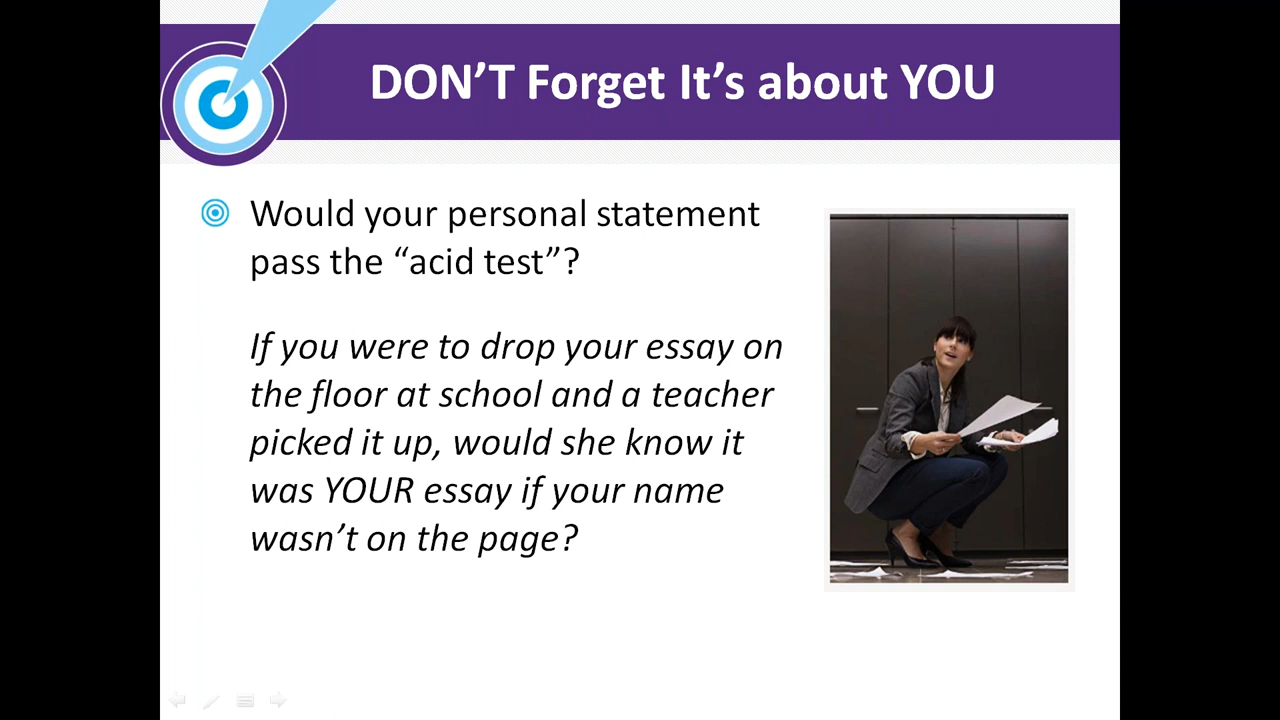 DON’T Forget It’s about YOU
Would your personal statement
pass the “acid test”?
If you were to drop your essay on
the floor at school and a teacher
picked it up, would she know it
was YOUR essay if your name
wasn’t on the page?